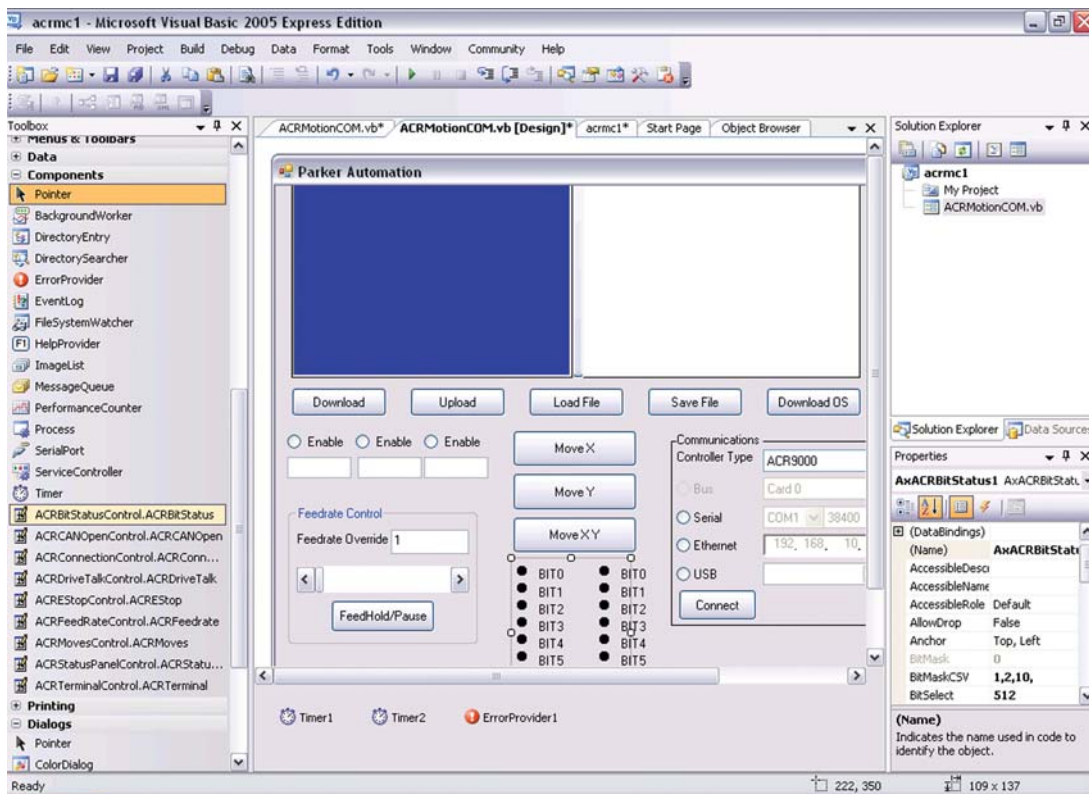 acrmc1 - Microsoft Visual Basic 2005 Express Edition
File Edit View Project Build Debug Data Format Tools Window Community Help
Toolbox
Menus & Toolbars
Data
Components
Pointer
BackgroundWorker
DirectoryEntry
DirectorySearcher
ErrorProvider
EventLog
FileSystemWatcher
HelpProvider
ImageList
MessageQueue
PerformanceCounter
Process
SerialPort
ServiceController
Timer
ACRBitStatusControl.ACRBitStatus
ACRCANOpenControl.ACRCANOpen
ACRConnectionControl.ACRConn...
ACRDriveTalkControl.ACRDriveTalk
ACREStopControl.ACREStop
ACRFeedRateControl.ACRFeedrate
ACRMovesControl.ACRMoves
ACRStatusPanelControl.ACRStatu...
ACRTerminalControl.ACRTerminal
Printing
Dialogs
Pointer
ColorDialog
ACRMotionCOM.vb* ACRMotionCOM.vb [Design]* acrmc1* Start Page Object Browser
Parker Automation
Download Upload Load File Save File Download OS
Enable Enable Enable
Move X
Move Y
Move XY
Feedrate Control
Feedrate Override 1
FeedHold/Pause
BIT0 BIT0
BIT1 BIT1
BIT2 BIT2
BIT3 BIT3
BIT4 BIT4
BIT5 BIT5
Communications
Controller Type ACR9000
Bus Card 0
Serial COM1 38400
Ethernet 192. 168. 10.
USB
Connect
Timer1 Timer2 ErrorProvider1
Solution Explorer
acrmc1
My Project
ACRMotionCOM.vb
Solution Explorer Data Source
Properties
AxACRBitStatus1 AxACRBitStatu
(DataBindings)
(Name) AxACRBitStatu
AccessibleDescri
AccessibleName
AccessibleRole Default
AllowDrop False
Anchor Top, Left
BitMask 0
BitMaskCSV 1,2,10,
BitSelect 512
(Name)
Indicates the name used in code to
identify the object.
Ready 222, 350 109 x 137